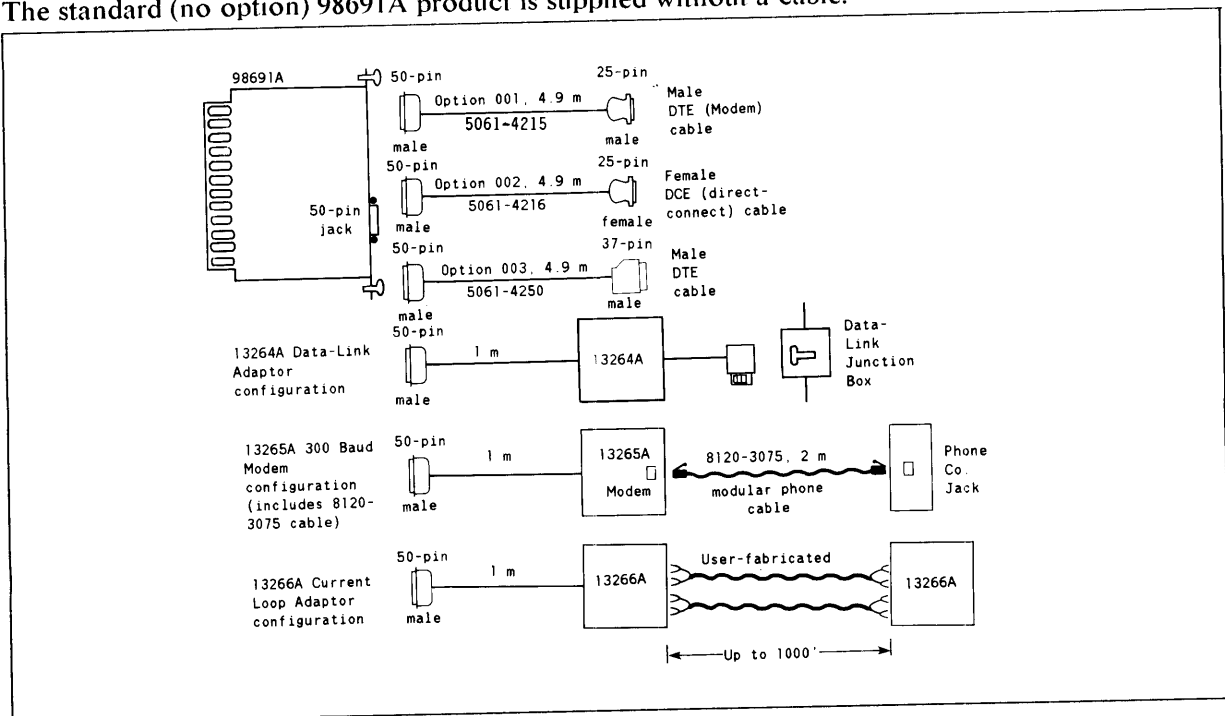 The standard (no option) 98691A product is supplied without a cable.
98691A
50-pin
jack
50-pin
male
Option 001, 4.9 m
5061-4215
25-pin
male
Male
DTE (Modem)
cable
50-pin
male
Option 002, 4.9 m
5061-4216
25-pin
female
Female
DCE (direct-
connect) cable
50-pin
male
Option 003, 4.9 m
5061-4250
37-pin
male
Male
DTE
cable
13264A Data-Link
Adaptor
configuration
50-pin
male
1 m
13264A
Data-
Link
Junction
Box
13265A 300 Baud
Modem
configuration
(includes 8120-
3075 cable)
50-pin
male
1 m
13265A
Modem
8120-3075, 2 m
modular phone
cable
Phone
Co.
Jack
13266A Current
Loop Adaptor
configuration
50-pin
male
1 m
13266A
User-fabricated
13266A
Up to 1000'